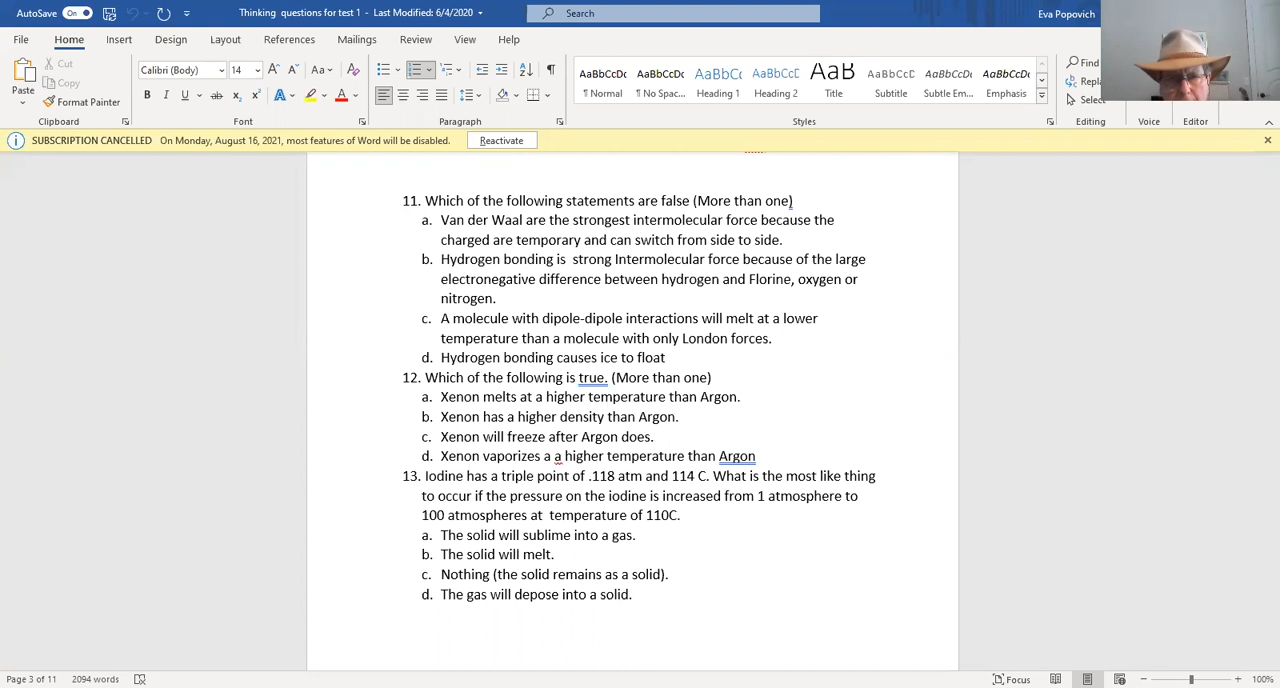 AutoSave On Thinking questions for test 1 - Last Modified: 6/4/2020 Search Eva Popovich
File Home Insert Design Layout References Mailings Review View Help
Cut
Copy
Paste
Format Painter
Clipboard
Calibri (Body) 14
Font
Paragraph
AaBbCcDc AaBbCcDc AaBbCc AaBbCcD AaB AaBbCcD AaBbCcDc AaBbCcDc
¶ Normal ¶ No Spac... Heading 1 Heading 2 Title Subtitle Subtle Em... Emphasis
Styles
Find
Repla
Select
Editing Voice Editor
SUBSCRIPTION CANCELLED On Monday, August 16, 2021, most features of Word will be disabled. Reactivate
11. Which of the following statements are false (More than one)
a. Van der Waal are the strongest intermolecular force because the
charged are temporary and can switch from side to side.
b. Hydrogen bonding is strong Intermolecular force because of the large
electronegative difference between hydrogen and Florine, oxygen or
nitrogen.
c. A molecule with dipole-dipole interactions will melt at a lower
temperature than a molecule with only London forces.
d. Hydrogen bonding causes ice to float
12. Which of the following is true. (More than one)
a. Xenon melts at a higher temperature than Argon.
b. Xenon has a higher density than Argon.
c. Xenon will freeze after Argon does.
d. Xenon vaporizes a a higher temperature than Argon
13. Iodine has a triple point of .118 atm and 114 C. What is the most like thing
to occur if the pressure on the iodine is increased from 1 atmosphere to
100 atmospheres at temperature of 110C.
a. The solid will sublime into a gas.
b. The solid will melt.
c. Nothing (the solid remains as a solid).
d. The gas will depose into a solid.
Page 3 of 11 2094 words Focus 100%